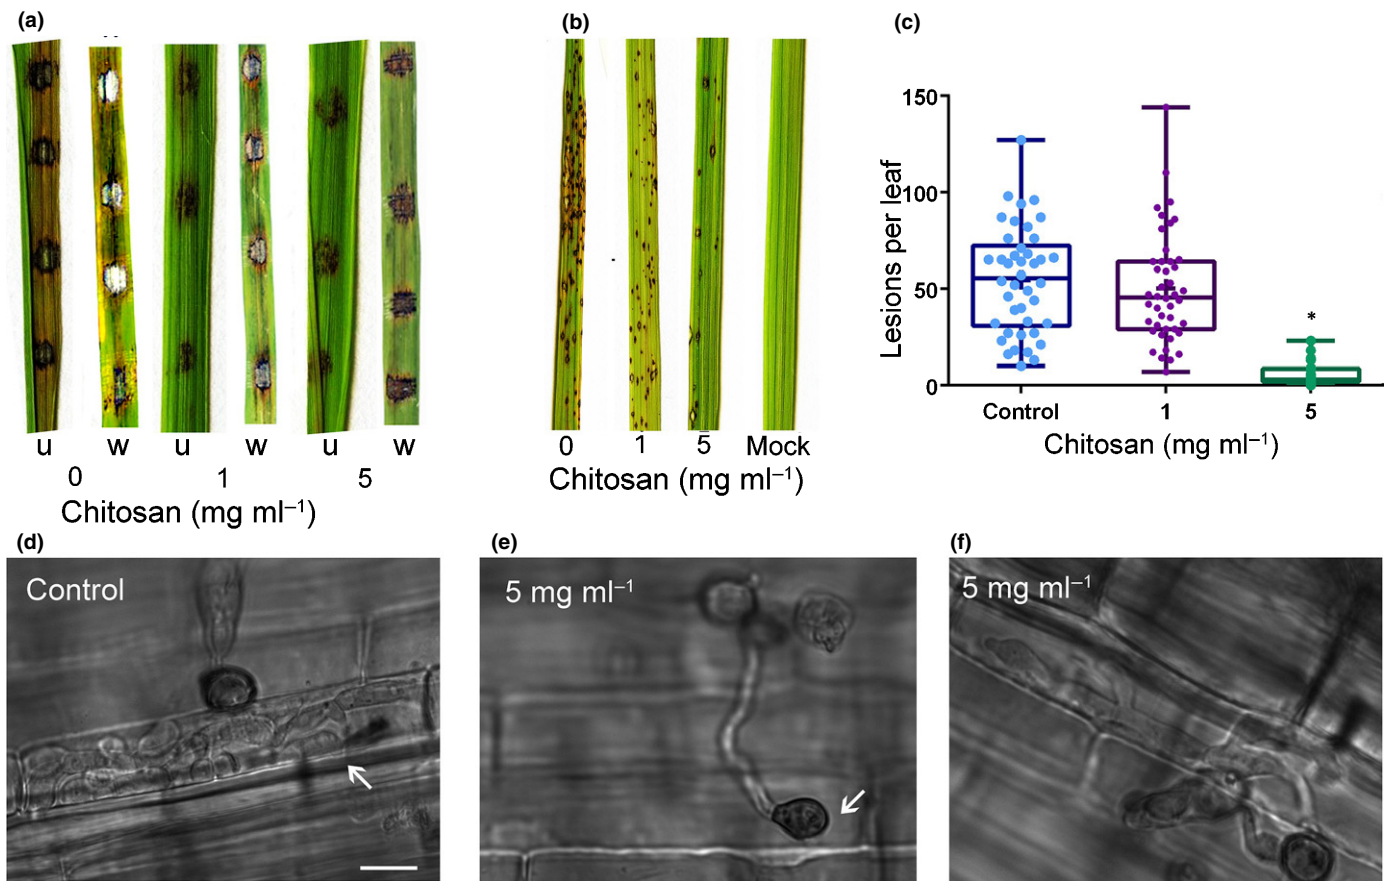 (a)
u w u w u w
0 1 5
Chitosan (mg ml⁻¹)
(b)
0 1 5 Mock
Chitosan (mg ml⁻¹)
(c)
150
100
50
0
Lesions per leaf
*
Control 1 5
Chitosan (mg ml⁻¹)
(d)
Control
(e)
5 mg ml⁻¹
(f)
5 mg ml⁻¹